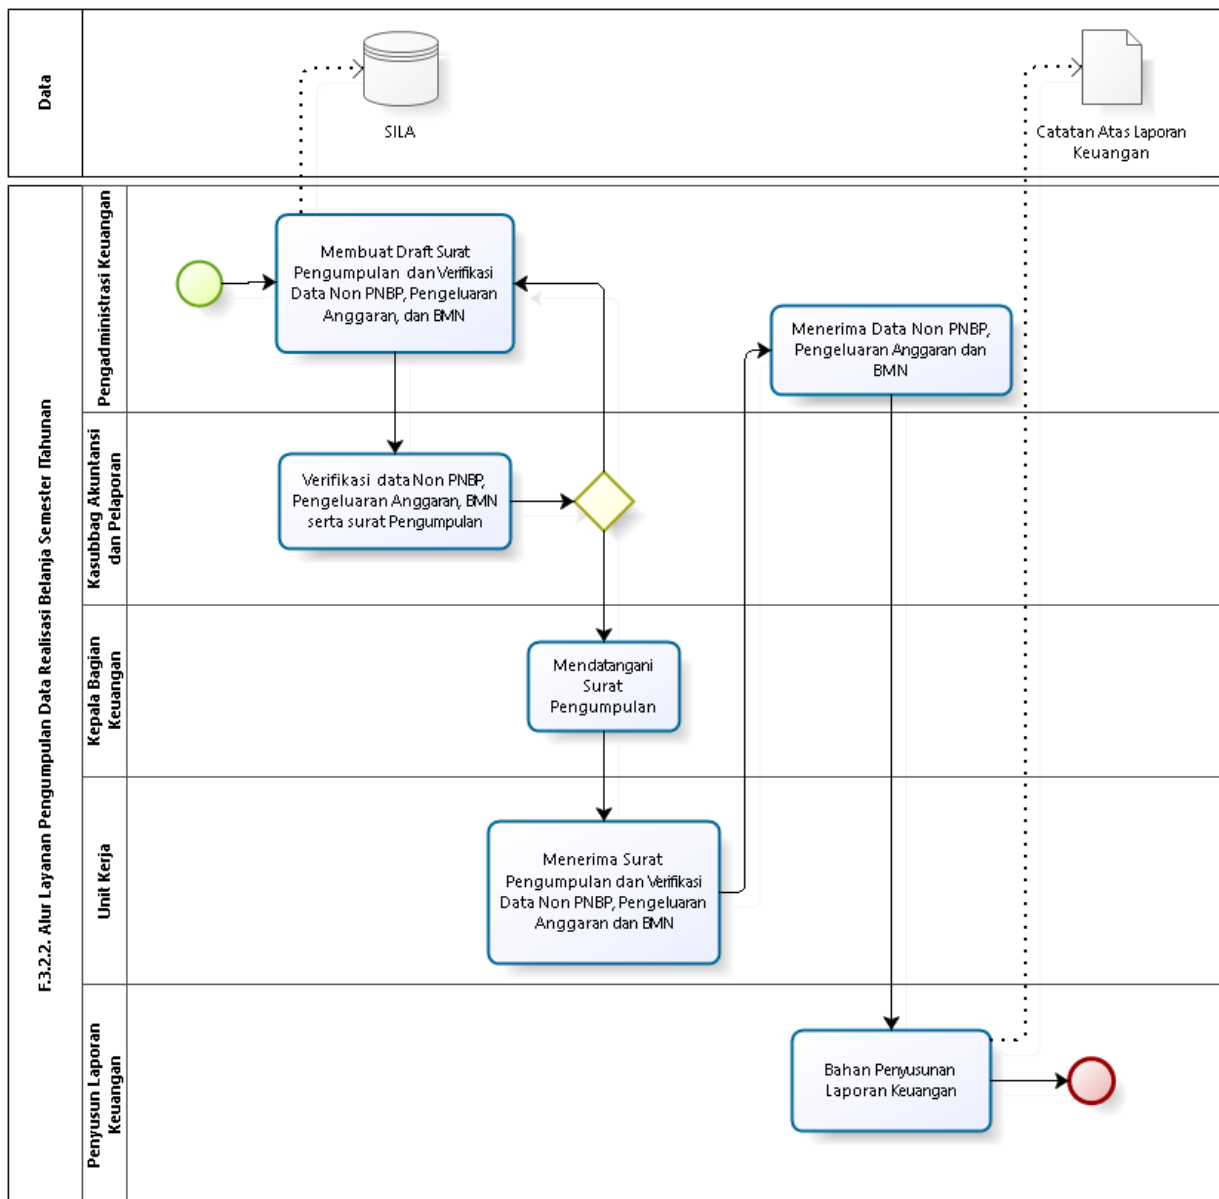 Data
SILA
Catatan Atas Laporan
Keuangan
F.3.2.2. Alur Layanan Pengumpulan Data Realisasi Belanja Semester /Tahunan
Pengadministrasi Keuangan
Membuat Draft Surat
Pengumpulan dan Verifikasi
Data Non PNBP, Pengeluaran
Anggaran, dan BMN
Menerima Data Non PNBP,
Pengeluaran Anggaran dan
BMN
Kasubbag Akuntansi
dan Pelaporan
Verifikasi data Non PNBP,
Pengeluaran Anggaran, BMN
serta surat Pengumpulan
Kepala Bagian
Keuangan
Mendatangani
Surat
Pengumpulan
Unit Kerja
Menerima Surat
Pengumpulan dan Verifikasi
Data Non PNBP, Pengeluaran
Anggaran dan BMN
Penyusun Laporan
Keuangan
Bahan Penyusunan
Laporan Keuangan